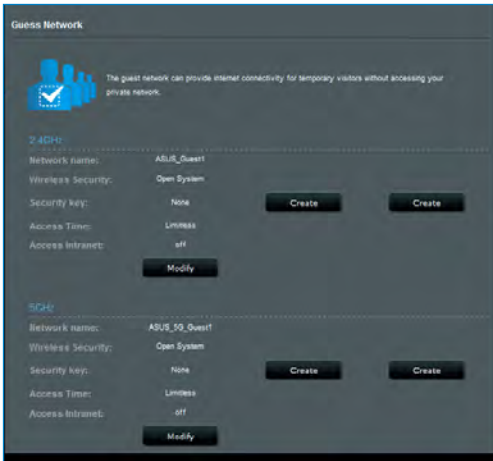 Guess Network
The guest network can provide internet connectivity for temporary visitors without accessing your
private network.
2.4GHz
Network name: ASUS_Guest1
Wireless Security: Open System
Security key: None Create Create
Access Time: Limitless
Access Intranet: off
Modify
5GHz
Network name: ASUS_5G_Guest1
Wireless Security: Open System
Security key: None Create Create
Access Time: Limitless
Access Intranet: off
Modify